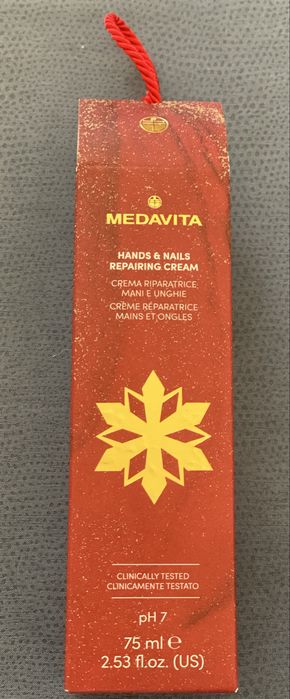 MEDAVITA
HANDS & NAILS
REPAIRING CREAM
CREMA RIPARATRICE
MANI E UNGHIE
CRÈME RÉPARATRICE
MAINS ET ONGLES
CLINICALLY TESTED
CLINICAMENTE TESTATO
pH 7
75 ml ℮
2.53 fl.oz. (US)